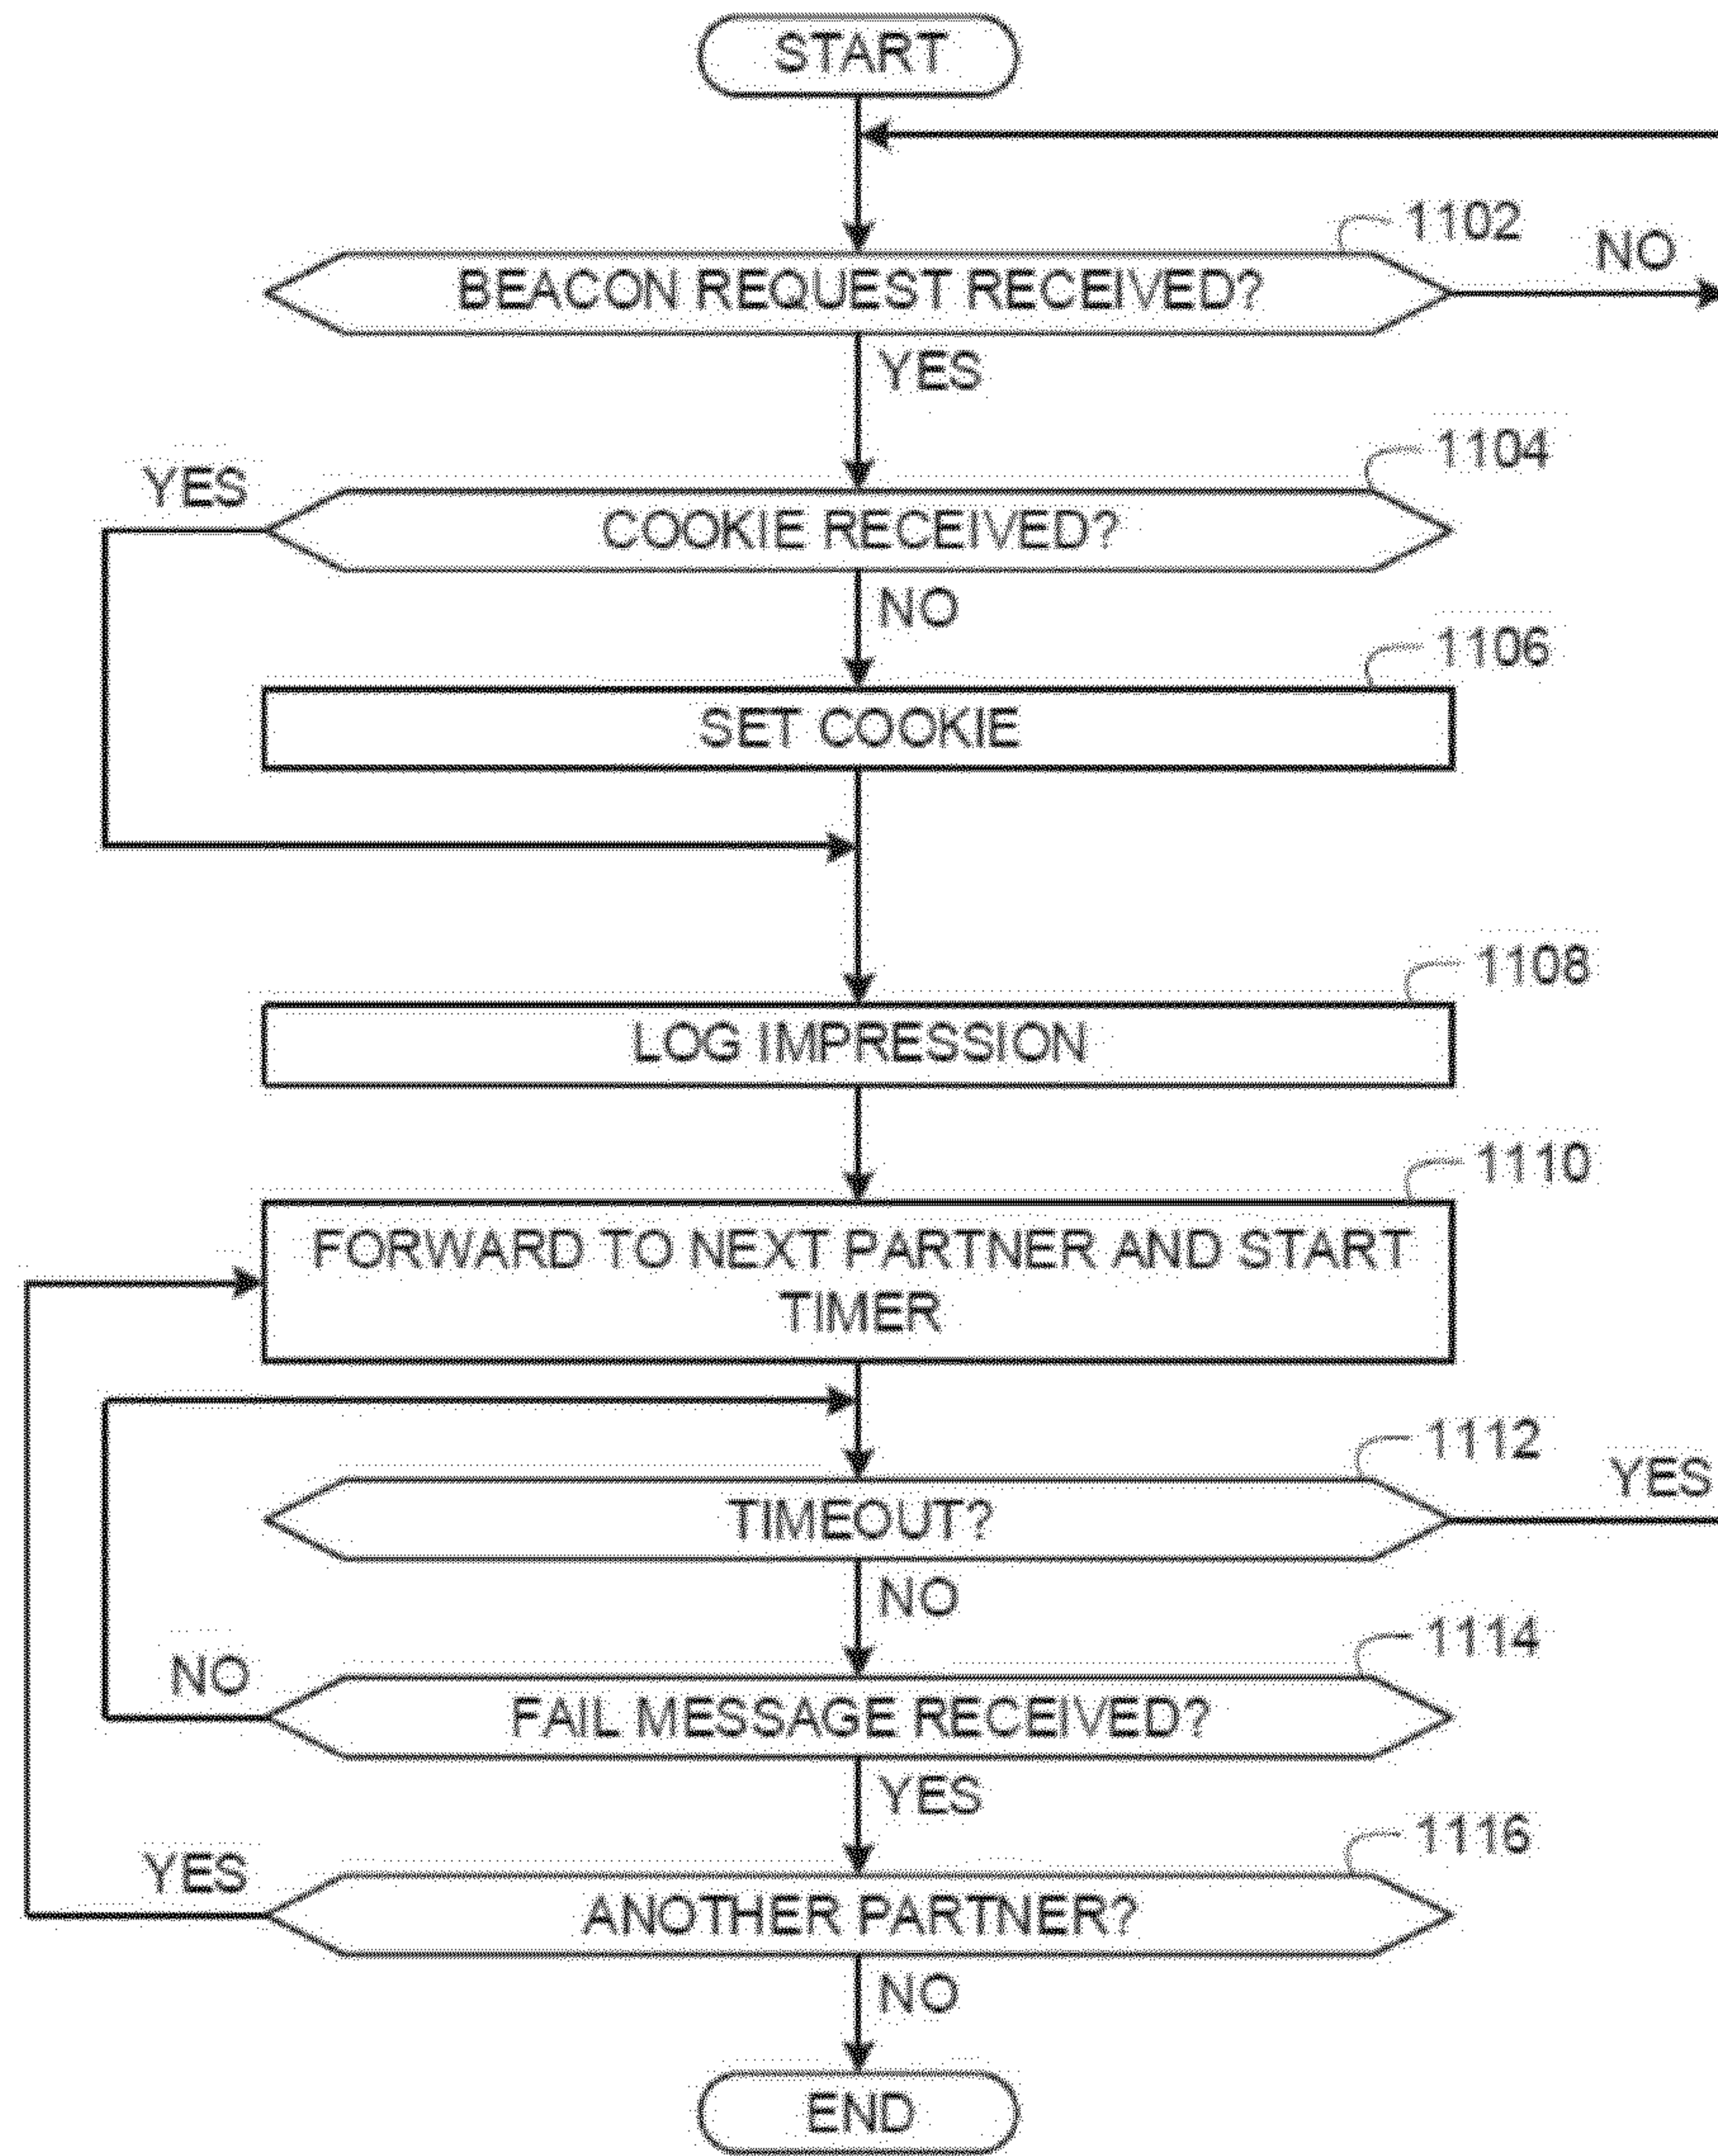 START
1102
NO
BEACON REQUEST RECEIVED?
YES
1104
YES
COOKIE RECEIVED?
NO
1106
SET COOKIE
1108
LOG IMPRESSION
1110
FORWARD TO NEXT PARTNER AND START
TIMER
1112
YES
TIMEOUT?
NO
1114
NO
FAIL MESSAGE RECEIVED?
YES
1116
YES
ANOTHER PARTNER?
NO
END